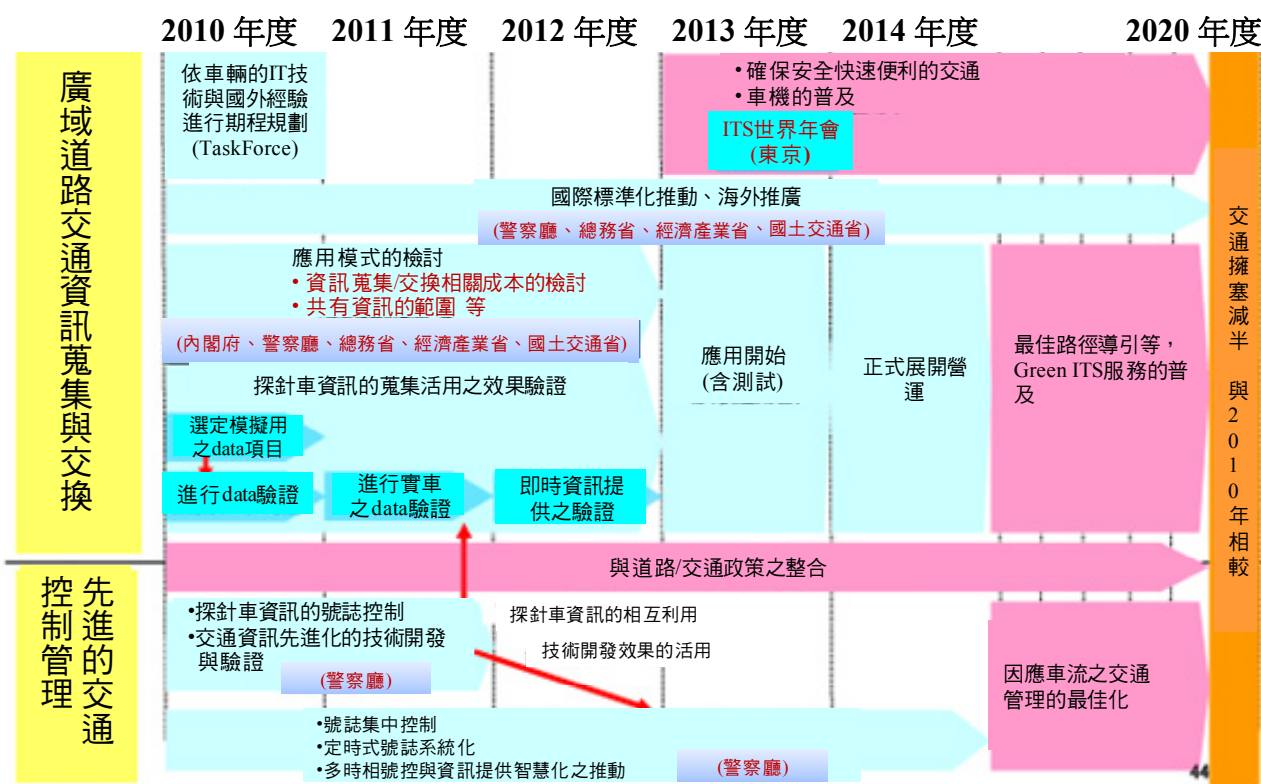 2010 年度
2011 年度
2012 年度
2013 年度
2014 年度
2020 年度
廣域道路交通資訊蒐集與交換
依車輛的IT技
術與國外經驗
進行期程規劃
(TaskForce)
•確保安全快速便利的交通
•車機的普及
ITS世界年會
(東京)
國際標準化推動、海外推廣
(警察廳、總務省、經濟產業省、國土交通省)
應用模式的檢討
• 資訊蒐集/交換相關成本的檢討
• 共有資訊的範圍 等
(內閣府、警察廳、總務省、經濟產業省、國土交通省)
探針車資訊的蒐集活用之效果驗證
選定模擬用
之data項目
進行data驗證
進行實車
之data驗證
即時資訊提
供之驗證
應用開始
(含測試)
正式展開營
運
最佳路徑導引等，
Green ITS服務的普
及
交通擁塞減半 與2010年相較
與道路/交通政策之整合
先進的交通
控制管理
•探針車資訊的號誌控制
•交通資訊先進化的技術開發
與驗證
(警察廳)
探針車資訊的相互利用
技術開發效果的活用
•號誌集中控制
•定時式號誌系統化
•多時相號控與資訊提供智慧化之推動
(警察廳)
因應車流之交通
管理的最佳化
44